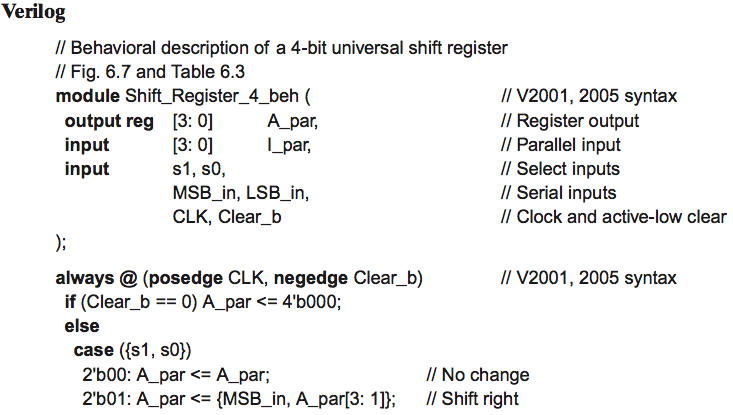 Verilog
// Behavioral description of a 4-bit universal shift register
// Fig. 6.7 and Table 6.3
module Shift_Register_4_beh ( // V2001, 2005 syntax
output reg [3: 0] A_par, // Register output
input [3: 0] I_par, // Parallel input
input s1, s0, // Select inputs
MSB_in, LSB_in, // Serial inputs
CLK, Clear_b // Clock and active-low clear
);
always @ (posedge CLK, negedge Clear_b) // V2001, 2005 syntax
if (Clear_b == 0) A_par <= 4'b000;
else
case ({s1, s0})
2'b00: A_par <= A_par; // No change
2'b01: A_par <= {MSB_in, A_par[3: 1]}; // Shift right